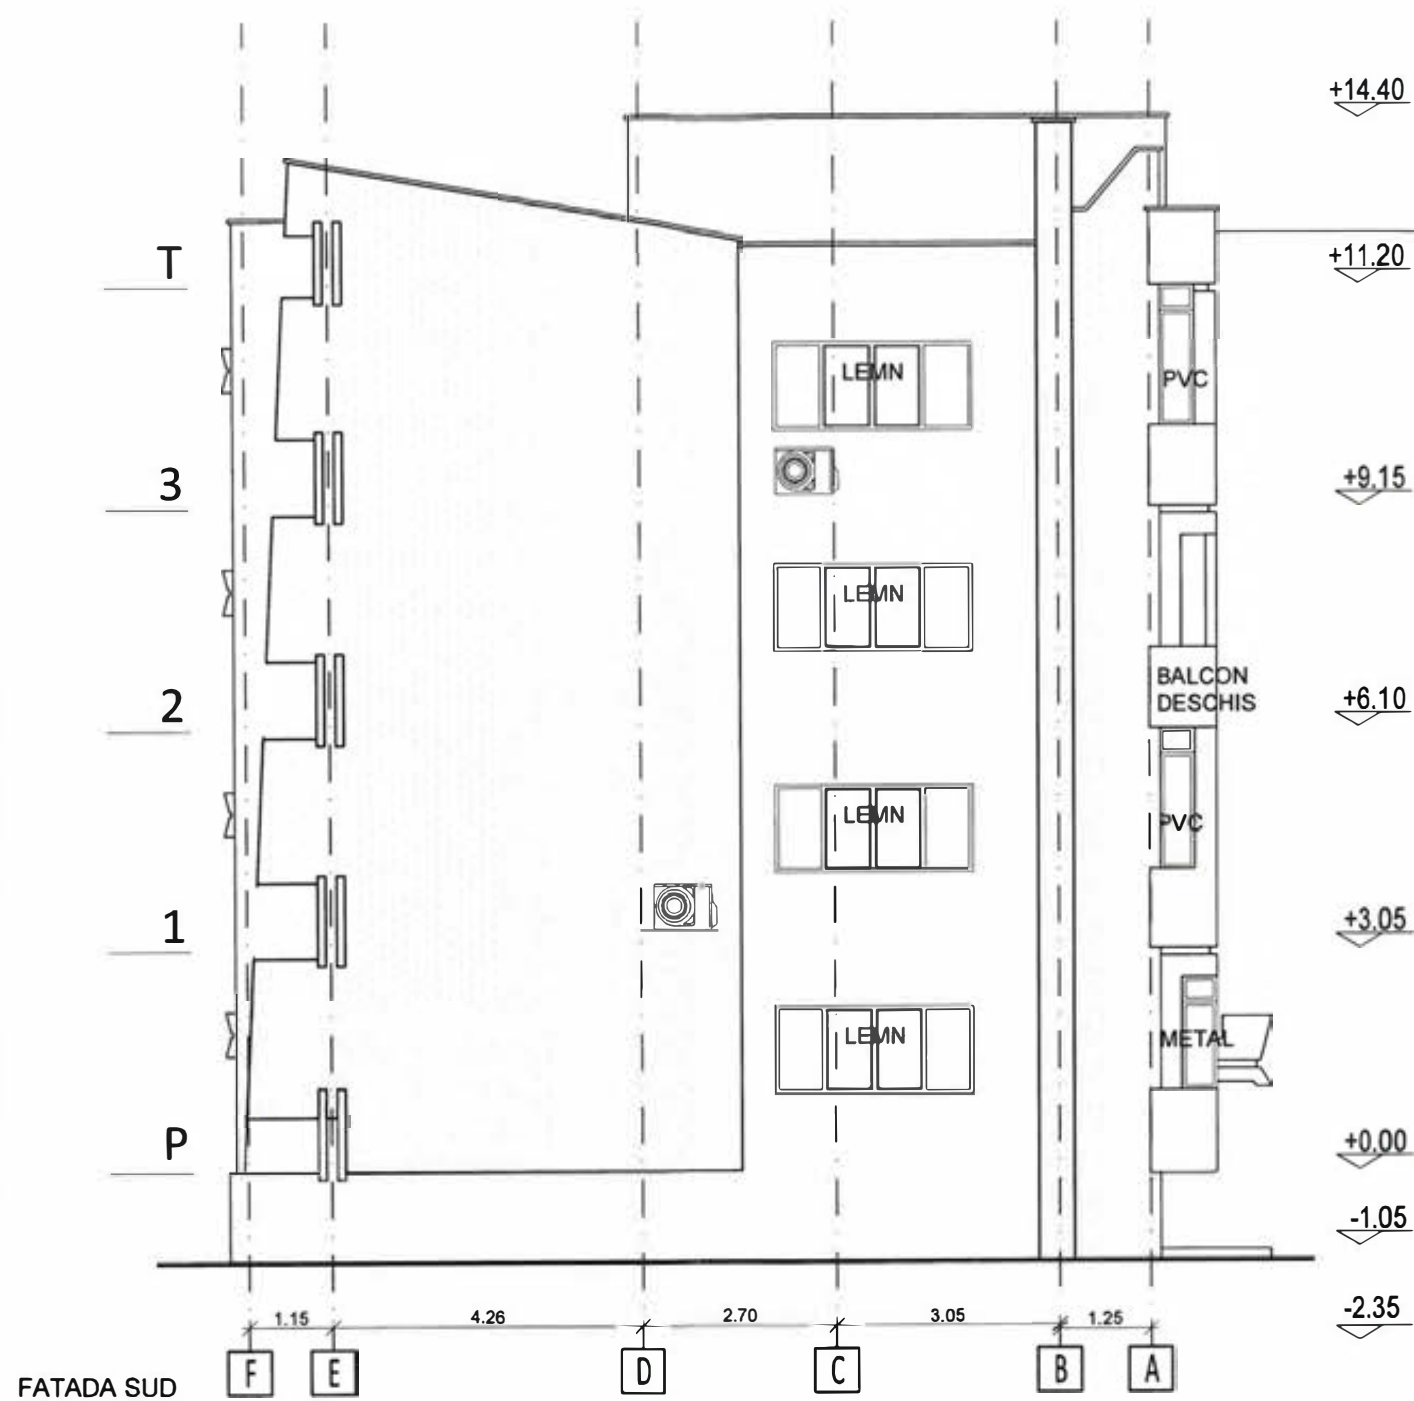 +14.40
T
+11.20
LEMN
PVC
3
+9.15
LEMN
BALCON
DESCHIS
2
+6.10
LEMN
PVC
1
+3.05
LEMN
METAL
P
+0.00
-1.05
1.15
4.26
2.70
3.05
1.25
-2.35
F
E
D
C
B
A
FATADA SUD